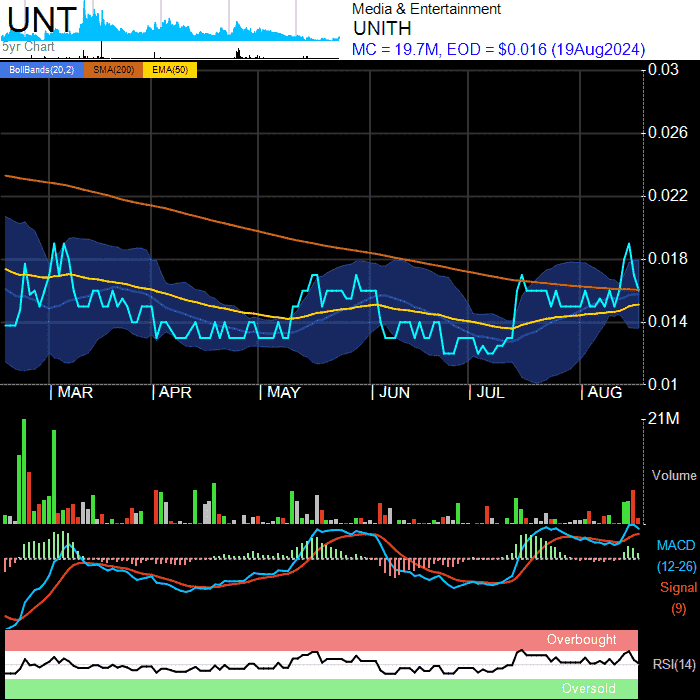 UNT
5yr Chart
Media & Entertainment
UNITH
MC = 19.7M, EOD = $0.016 (19Aug2024)
BollBands(20,2) SMA(200) EMA(50)
0.03
0.026
0.022
0.018
0.014
0.01
MAR APR MAY JUN JUL AUG
21M
Volume
MACD
(12-26)
Signal
(9)
Overbought
RSI(14)
Oversold